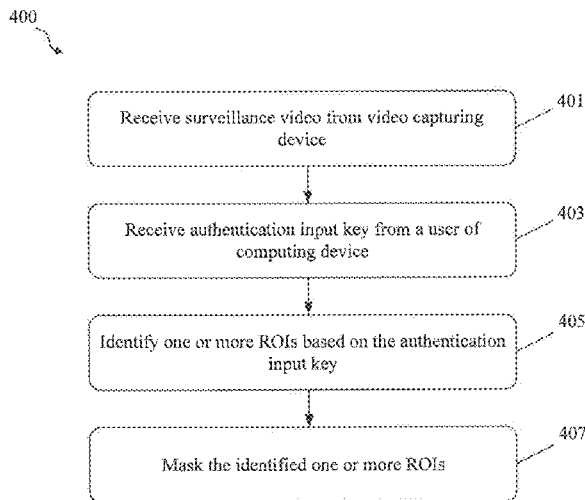 400
Receive surveillance video from video capturing
device
401
Receive authentication input key from a user of
computing device
403
Identify one or more ROIs based on the authentication
input key
405
Mask the identified one or more ROIs
407